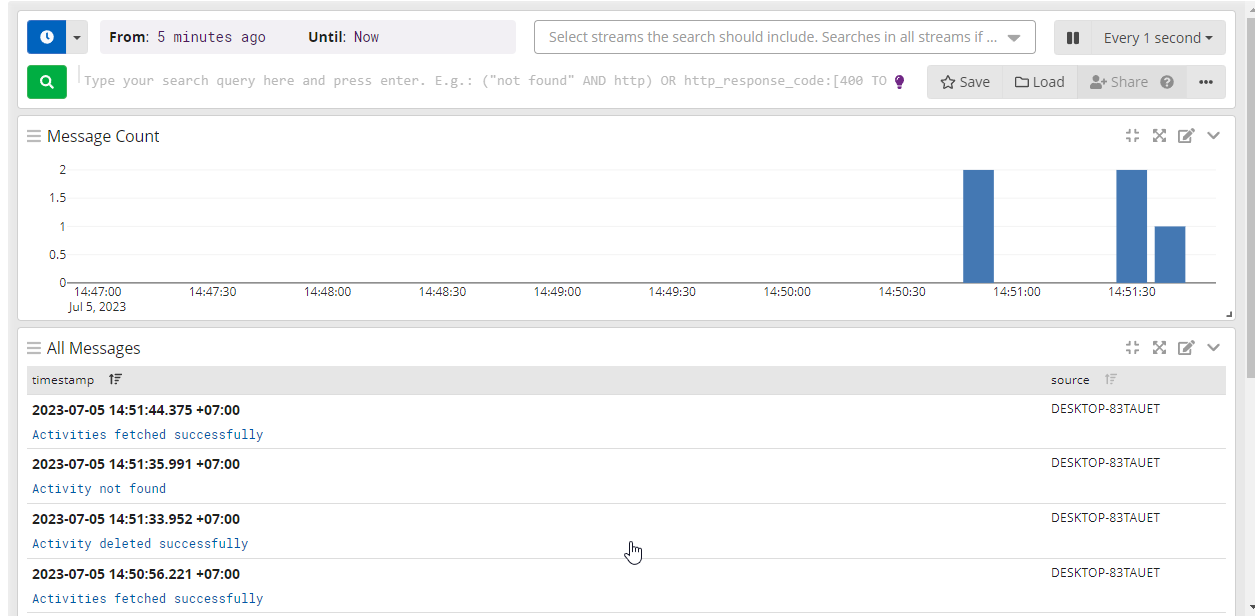 From: 5 minutes ago Until: Now Select streams the search should include. Searches in all streams if ... Every 1 second
Type your search query here and press enter. E.g.: ("not found" AND http) OR http_response_code:[400 TO Save Load Share
Message Count
2
1.5
1
0.5
0
14:47:00 14:47:30 14:48:00 14:48:30 14:49:00 14:49:30 14:50:00 14:50:30 14:51:00 14:51:30
Jul 5, 2023
All Messages
timestamp source
2023-07-05 14:51:44.375 +07:00 DESKTOP-83TAUET
Activities fetched successfully
2023-07-05 14:51:35.991 +07:00 DESKTOP-83TAUET
Activity not found
2023-07-05 14:51:33.952 +07:00 DESKTOP-83TAUET
Activity deleted successfully
2023-07-05 14:50:56.221 +07:00 DESKTOP-83TAUET
Activities fetched successfully